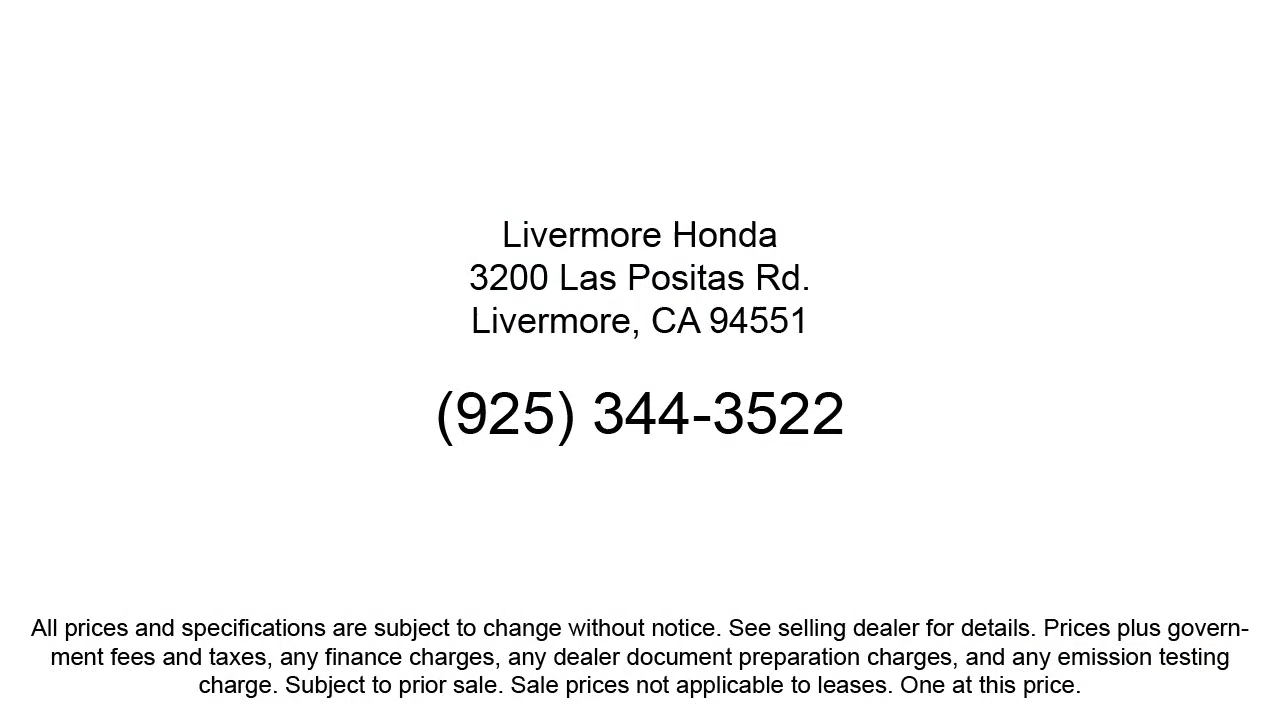 Livermore Honda
3200 Las Positas Rd.
Livermore, CA 94551
(925) 344-3522
All prices and specifications are subject to change without notice. See selling dealer for details. Prices plus govern-
ment fees and taxes, any finance charges, any dealer document preparation charges, and any emission testing
charge. Subject to prior sale. Sale prices not applicable to leases. One at this price.